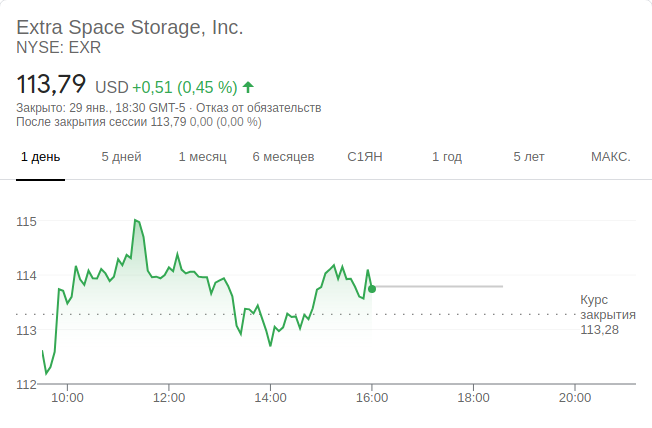 Extra Space Storage, Inc.
NYSE: EXR
113,79 USD +0,51 (0,45 %)
Закрыто: 29 янв., 18:30 GMT-5 · Отказ от обязательств
После закрытия сессии 113,79 0,00 (0,00 %)
1 день 5 дней 1 месяц 6 месяцев С1ЯН 1 год 5 лет МАКС.
115
114
Курс
закрытия
113,28
113
112
10:00 12:00 14:00 16:00 18:00 20:00